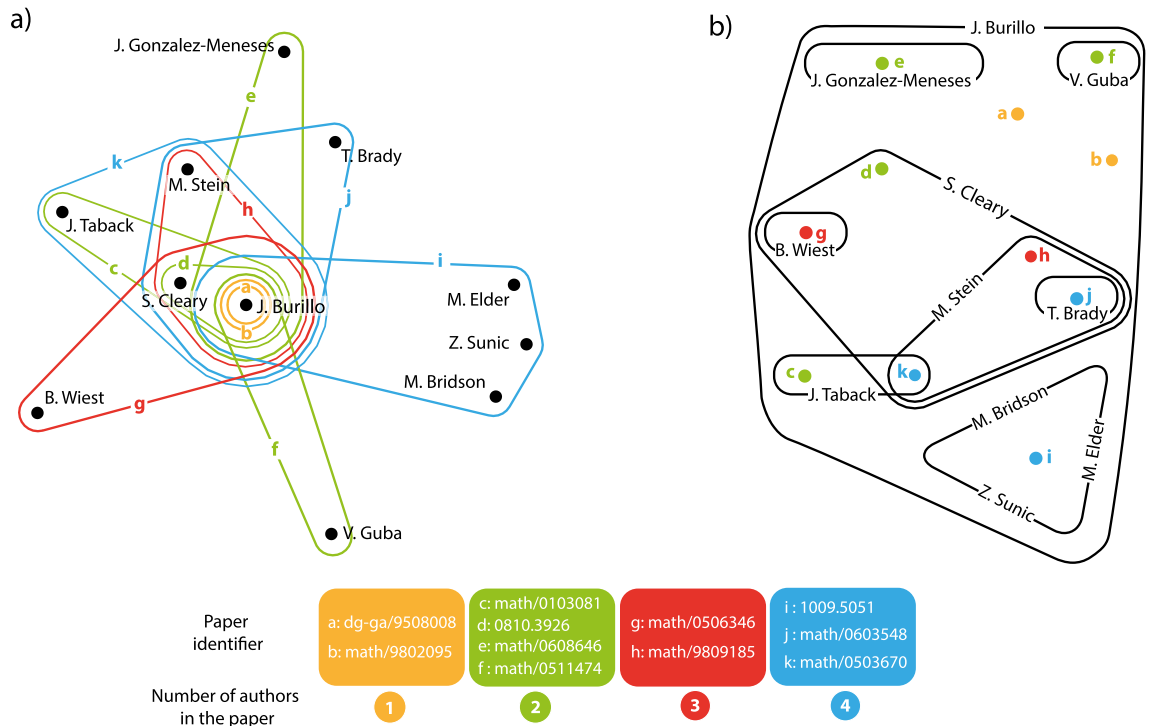 a)
J. Gonzalez-Meneses
e
T. Brady
k
M. Stein
j
h
J. Taback
c
d
i
S. Cleary
a
J. Burillo
b
M. Elder
Z. Sunic
M. Bridson
B. Wiest
g
f
V. Guba
b)
J. Burillo
e
J. Gonzalez-Meneses
f
V. Guba
a
b
d
S. Cleary
g
B. Wiest
h
M. Stein
j
T. Brady
c
k
J. Taback
M. Bridson
M. Elder
i
Z. Sunic
Paper
identifier
a: dg-ga/9508008
b: math/9802095
c: math/0103081
d: 0810.3926
e: math/0608646
f : math/0511474
g: math/0506346
h: math/9809185
i : 1009.5051
j : math/0603548
k: math/0503670
Number of authors
in the paper
1
2
3
4